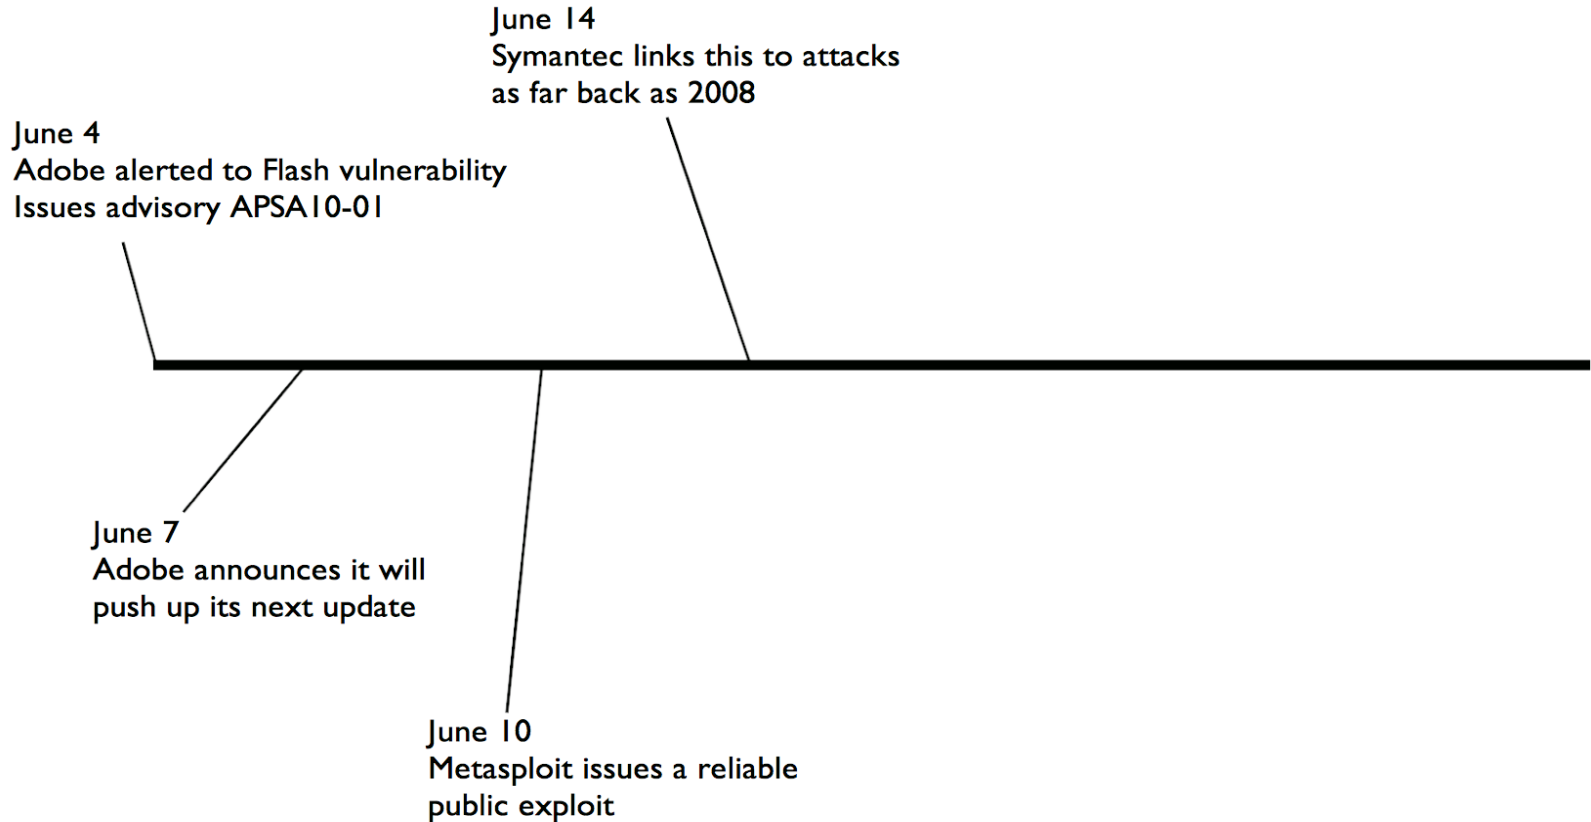 June 14
Symantec links this to attacks
as far back as 2008
June 4
Adobe alerted to Flash vulnerability
Issues advisory APSA10-01
June 7
Adobe announces it will
push up its next update
June 10
Metasploit issues a reliable
public exploit